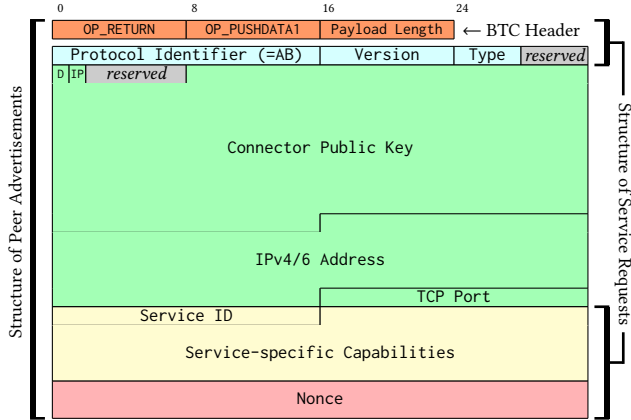 0 8 16 24
OP_RETURN OP_PUSHDATA1 Payload Length ← BTC Header
Protocol Identifier (=AB) Version Type reserved
D IP reserved
Connector Public Key
IPv4/6 Address
TCP Port
Service ID
Service-specific Capabilities
Nonce
Structure of Peer Advertisements
Structure of Service Requests